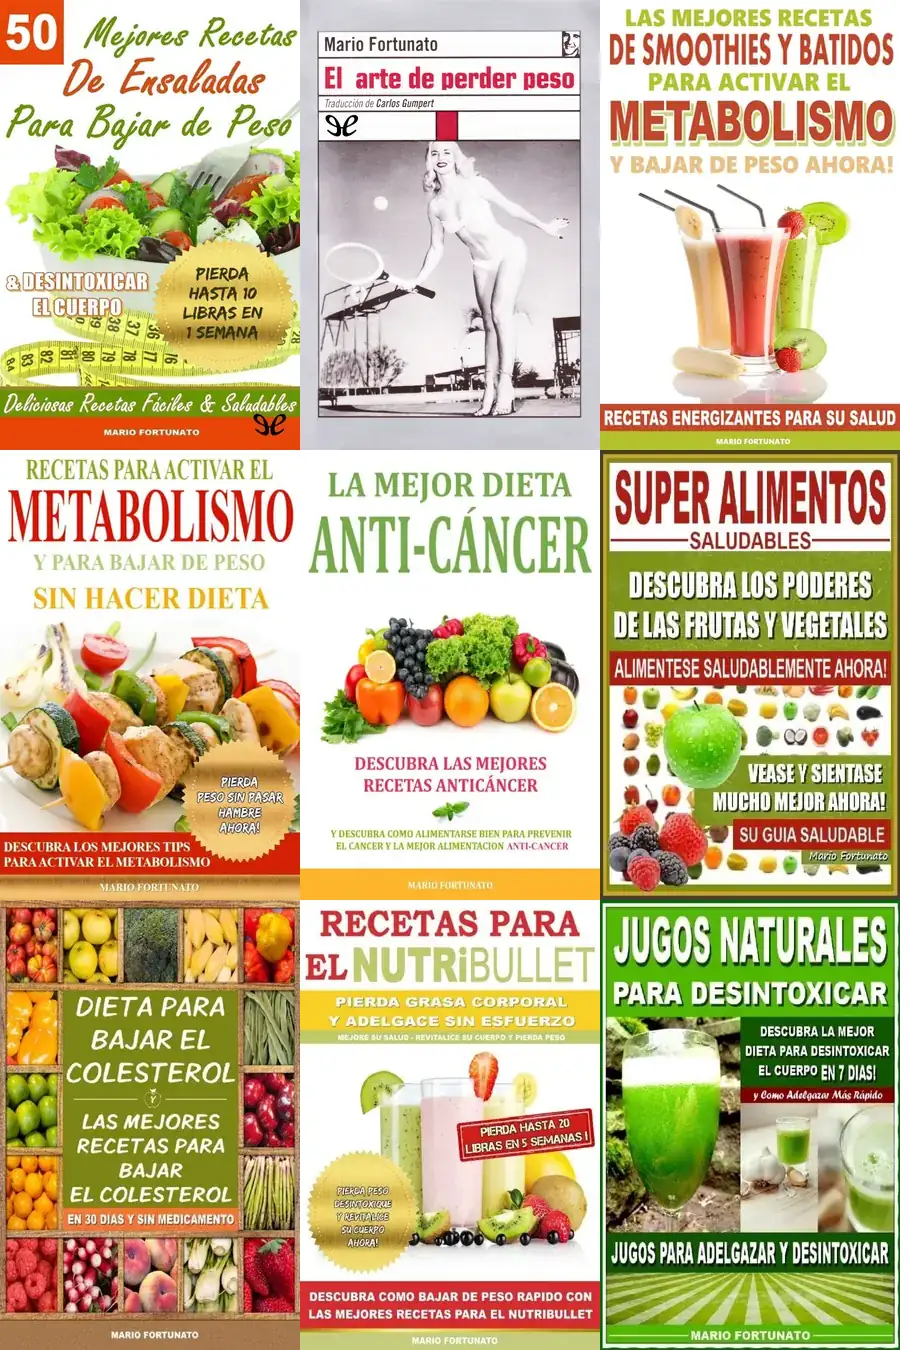 50
Mejores Recetas
De Ensaladas
Para Bajar de Peso
& DESINTOXICAR
EL CUERPO
PIERDA
HASTA 10
LIBRAS EN
1 SEMANA
Deliciosas Recetas Fáciles & Saludables
MARIO FORTUNATO
Mario Fortunato
El arte de perder peso
Traducción de Carlos Gumpert
LAS MEJORES RECETAS
DE SMOOTHIES Y BATIDOS
PARA ACTIVAR EL
METABOLISMO
Y BAJAR DE PESO AHORA!
RECETAS ENERGIZANTES PARA SU SALUD
MARIO FORTUNATO
RECETAS PARA ACTIVAR EL
METABOLISMO
Y PARA BAJAR DE PESO
SIN HACER DIETA
PIERDA
PESO SIN PASAR
HAMBRE
AHORA!
DESCUBRA LOS MEJORES TIPS
PARA ACTIVAR EL METABOLISMO
MARIO FORTUNATO
LA MEJOR DIETA
ANTI-CÁNCER
DESCUBRA LAS MEJORES
RECETAS ANTICÁNCER
Y DESCUBRA COMO ALIMENTARSE BIEN PARA PREVENIR
EL CANCER Y LA MEJOR ALIMENTACION ANTI-CANCER
MARIO FORTUNATO
SUPER ALIMENTOS
SALUDABLES
DESCUBRA LOS PODERES
DE LAS FRUTAS Y VEGETALES
ALIMENTESE SALUDABLEMENTE AHORA!
VEASE Y SIENTASE
MUCHO MEJOR AHORA!
SU GUIA SALUDABLE
Mario Fortunato
DIETA PARA
BAJAR EL
COLESTEROL
Y
LAS MEJORES
RECETAS PARA
BAJAR
EL COLESTEROL
EN 30 DIAS Y SIN MEDICAMENTO
MARIO FORTUNATO
RECETAS PARA
EL NUTRiBULLET
PIERDA GRASA CORPORAL
Y ADELGACE SIN ESFUERZO
MEJORE SU SALUD - REVITALICE SU CUERPO Y PIERDA PESO
PIERDA HASTA 20
LIBRAS EN 5 SEMANAS !
PIERDA PESO
DESINTOXIQUE
Y REVITALICE
SU CUERPO
AHORA!
DESCUBRA COMO BAJAR DE PESO RAPIDO CON
LAS MEJORES RECETAS PARA EL NUTRIBULLET
MARIO FORTUNATO
JUGOS NATURALES
PARA DESINTOXICAR
DESCUBRA LA MEJOR
DIETA PARA DESINTOXICAR
EL CUERPO EN 7 DIAS!
y Como Adelgazar Más Rápido
JUGOS PARA ADELGAZAR Y DESINTOXICAR
MARIO FORTUNATO